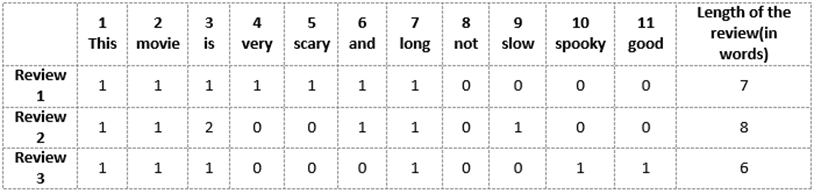 1 2 3 4 5 6 7 8 9 10 11 Length of the review(in words)
This movie is very scary and long not slow spooky good
Review 1 1 1 1 1 1 1 1 0 0 0 0 7
Review 2 1 1 2 0 0 1 1 0 1 0 0 8
Review 3 1 1 1 0 0 0 1 0 0 1 1 6